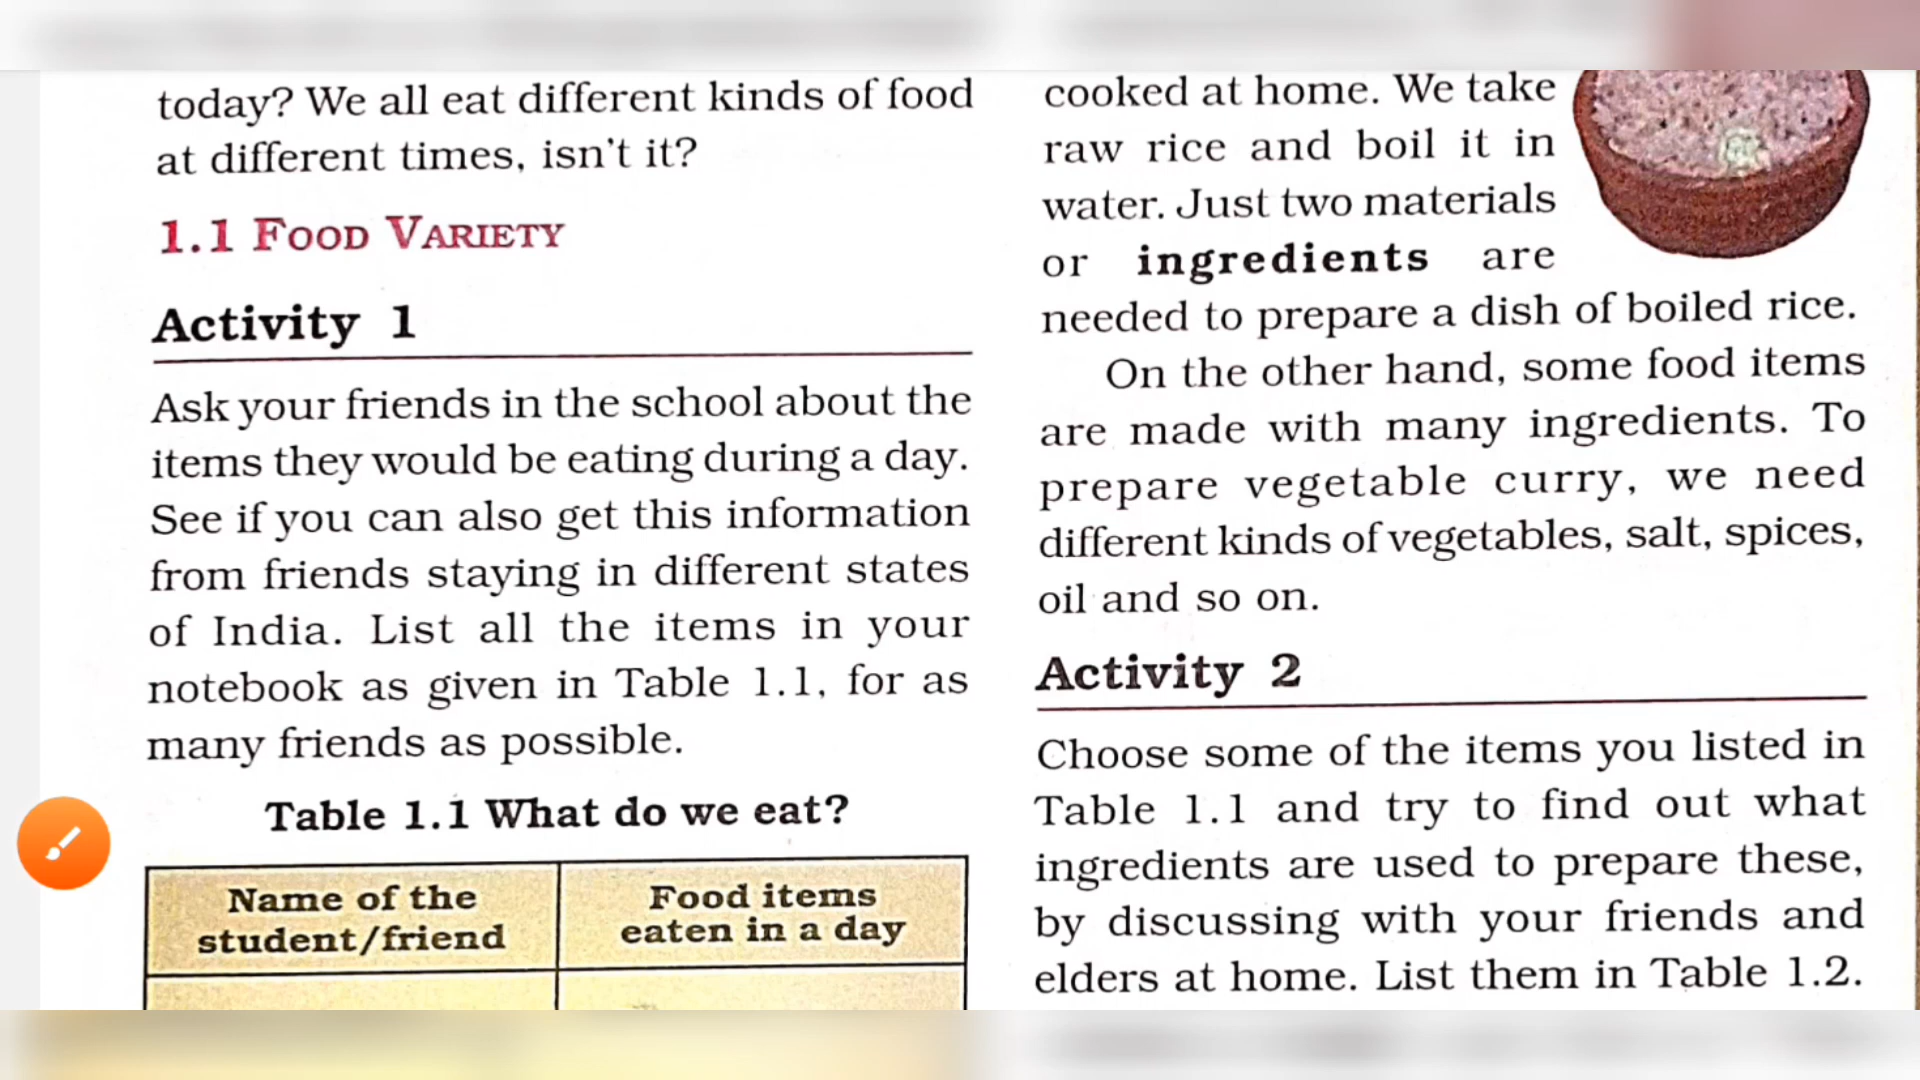 today? We all eat different kinds of food
at different times, isn't it?
1.1 FOOD VARIETY
Activity 1
Ask your friends in the school about the
items they would be eating during a day.
See if you can also get this information
from friends staying in different states
of India. List all the items in your
notebook as given in Table 1.1, for as
many friends as possible.
Table 1.1 What do we eat?
Name of the
student/friend
Food items
eaten in a day
cooked at home. We take
raw rice and boil it in
water. Just two materials
or ingredients are
needed to prepare a dish of boiled rice.
On the other hand, some food items
are made with many ingredients. To
prepare vegetable curry, we need
different kinds of vegetables, salt, spices,
oil and so on.
Activity 2
Choose some of the items you listed in
Table 1.1 and try to find out what
ingredients are used to prepare these,
by discussing with your friends and
elders at home. List them in Table 1.2.